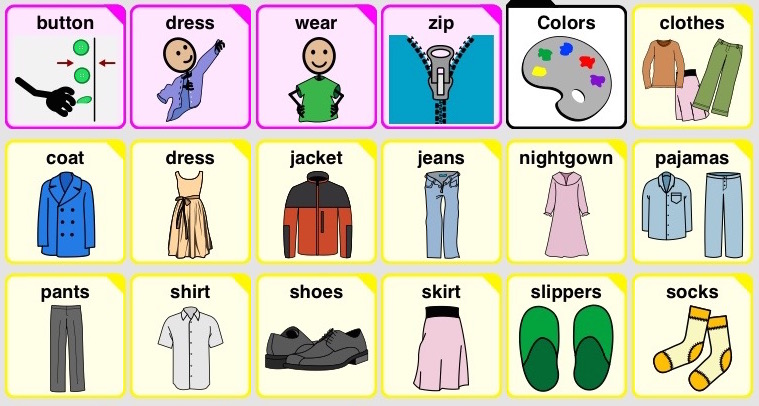 button
dress
wear
zip
Colors
clothes
coat
dress
jacket
jeans
nightgown
pajamas
pants
shirt
shoes
skirt
slippers
socks